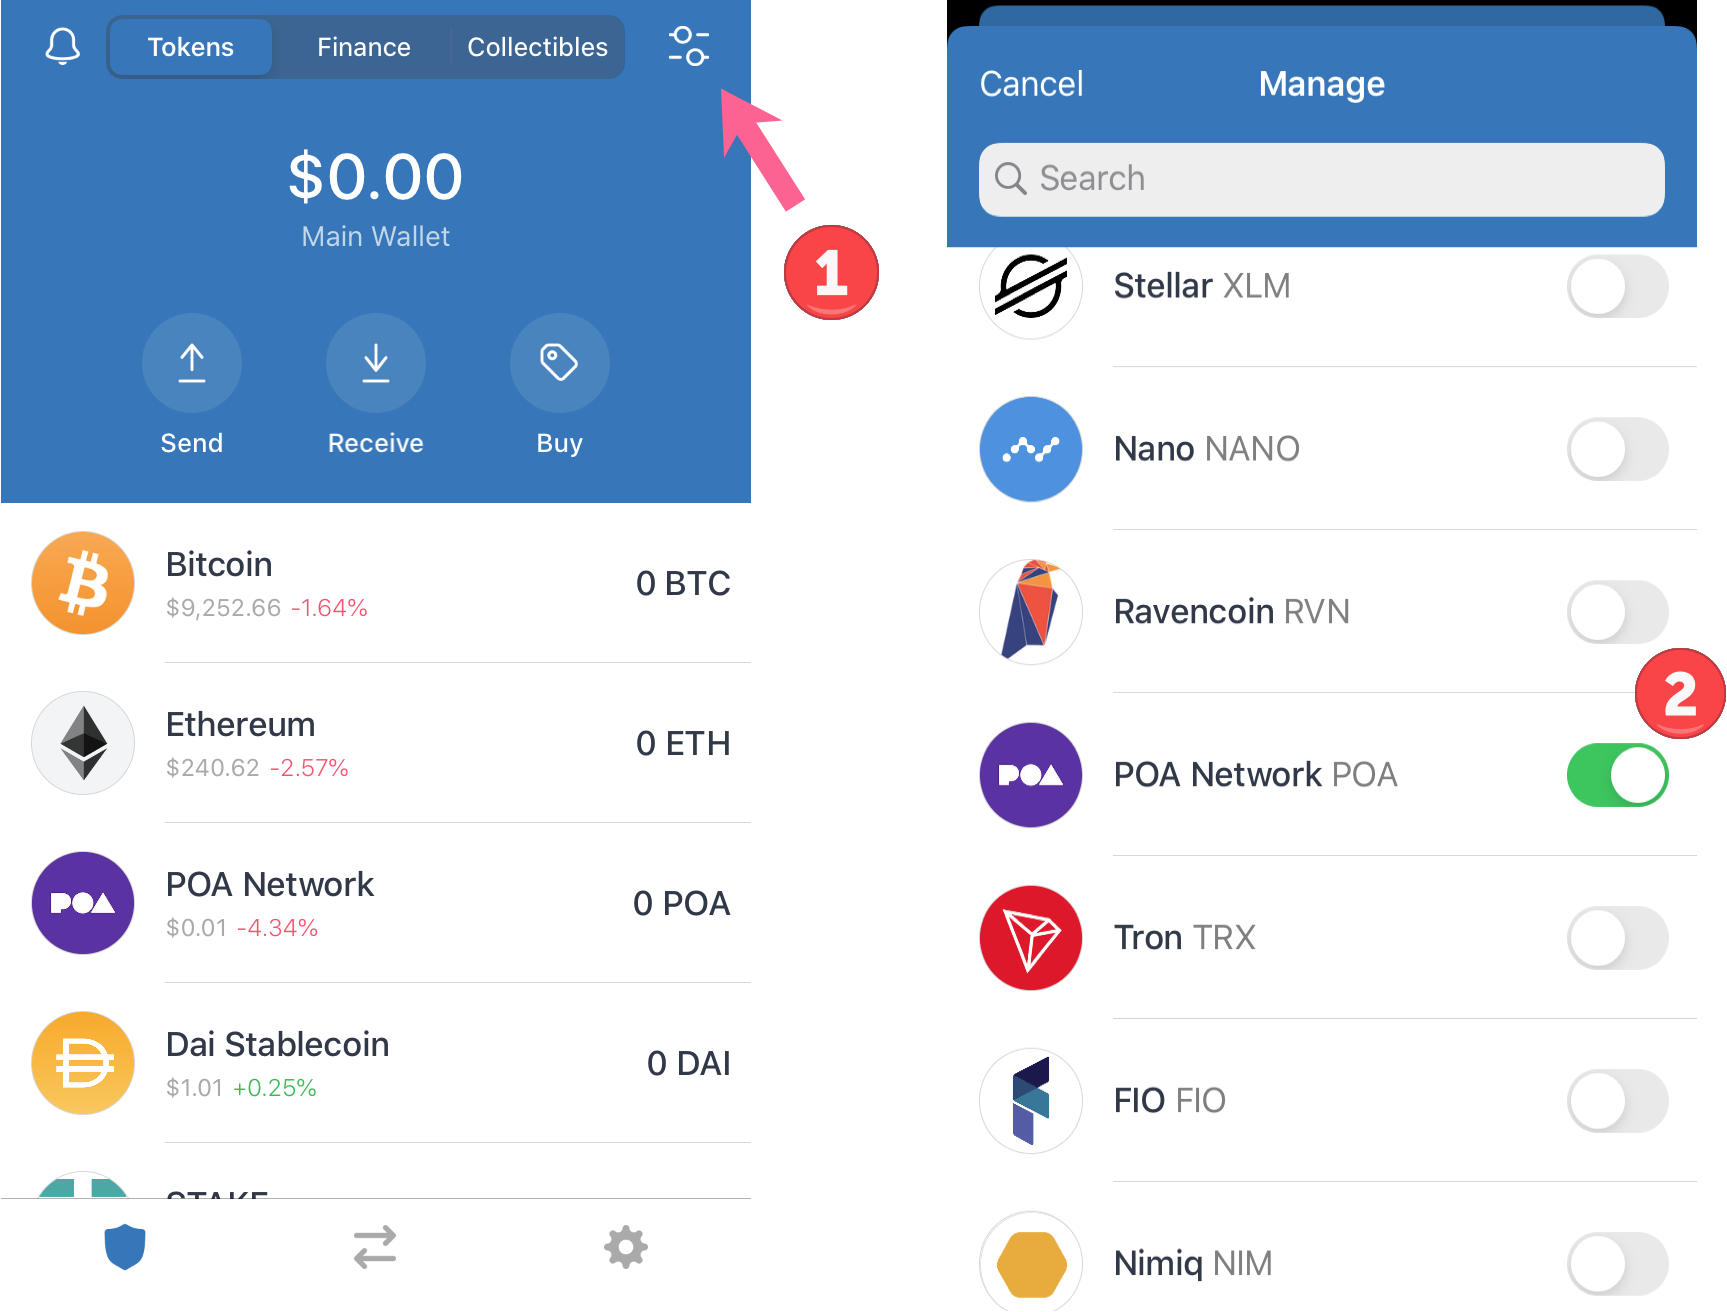 Tokens Finance Collectibles
$0.00
Main Wallet
1
Send Receive Buy
Bitcoin
$9,252.66 -1.64%
0 BTC
Ethereum
$240.62 -2.57%
0 ETH
POA
POA Network
$0.01 -4.34%
0 POA
Dai Stablecoin
$1.01 +0.25%
0 DAI
STAKE
Cancel Manage
Search
Stellar XLM
Nano NANO
Ravencoin RVN
2
POA
POA Network POA
Tron TRX
FIO FIO
Nimiq NIM